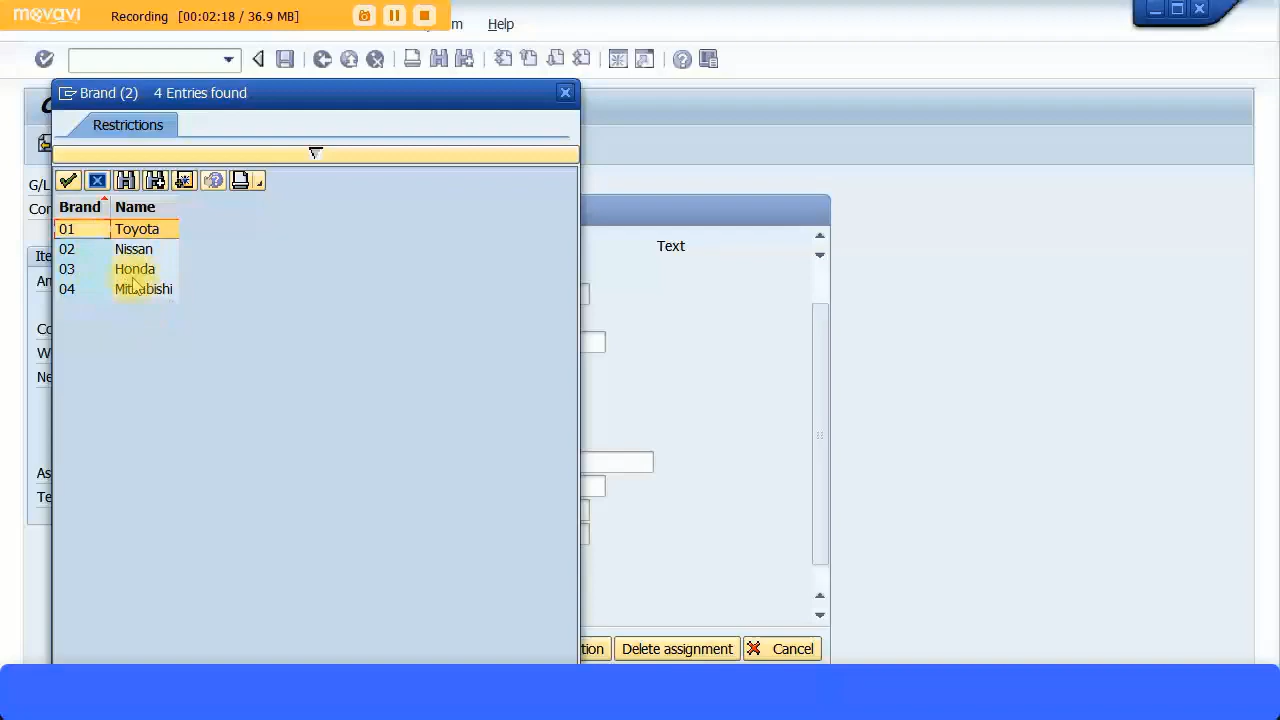 movavi Recording [00:02:18 / 36.9 MB]
Help
Brand (2) 4 Entries found
Restrictions
Brand Name
01 Toyota
02 Nissan
03 Honda
04 Mitsubishi
G/L
Text
Delete assignment
Cancel